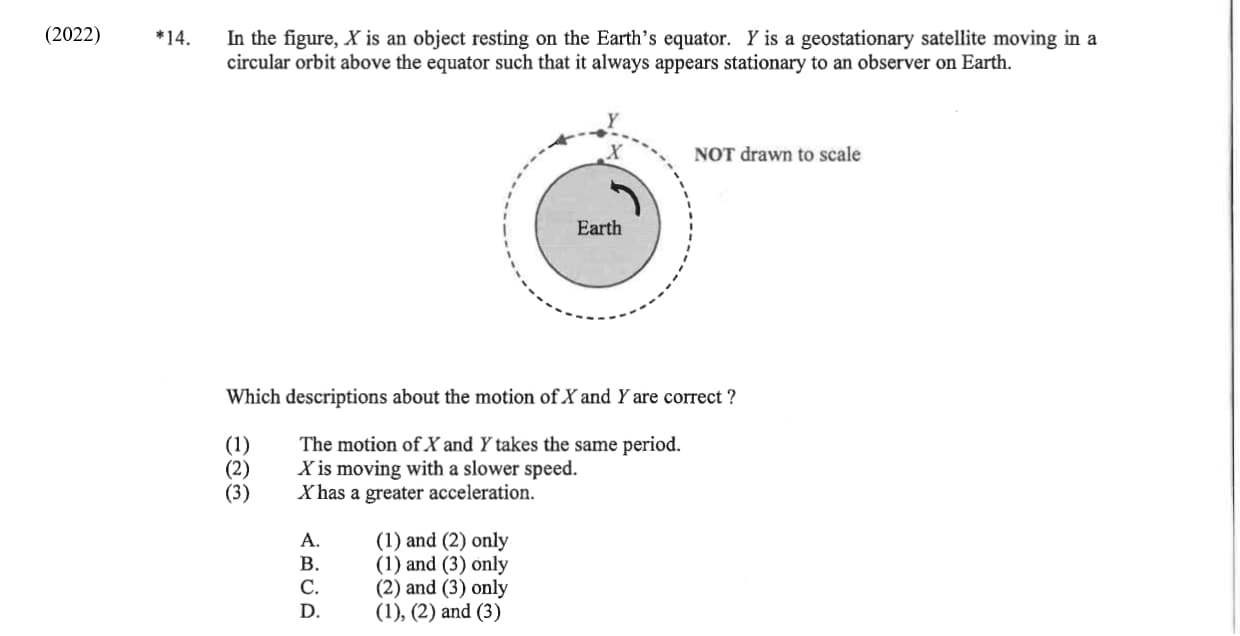 (2022) *14. In the figure, X is an object resting on the Earth's equator. Y is a geostationary satellite moving in a
circular orbit above the equator such that it always appears stationary to an observer on Earth.
Y
X
NOT drawn to scale
Earth
Which descriptions about the motion of X and Y are correct ?
(1) The motion of X and Y takes the same period.
(2) X is moving with a slower speed.
(3) X has a greater acceleration.
A. (1) and (2) only
B. (1) and (3) only
C. (2) and (3) only
D. (1), (2) and (3)